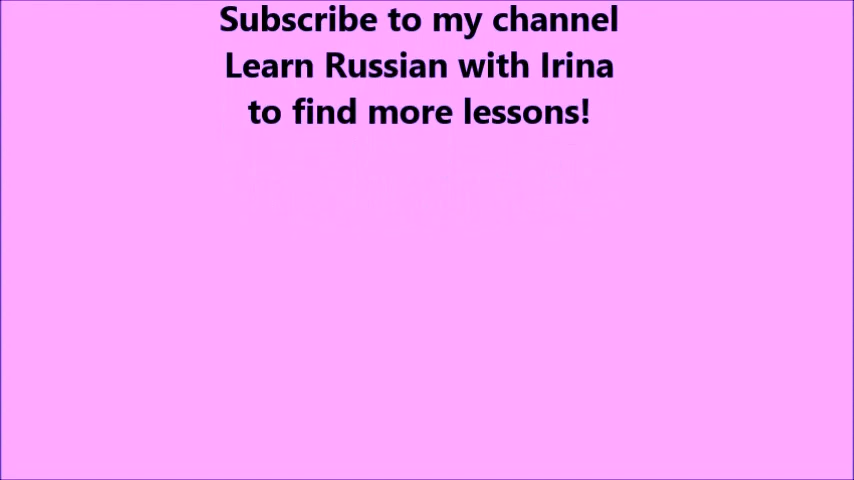 Subscribe to my channel
Learn Russian with Irina
to find more lessons!